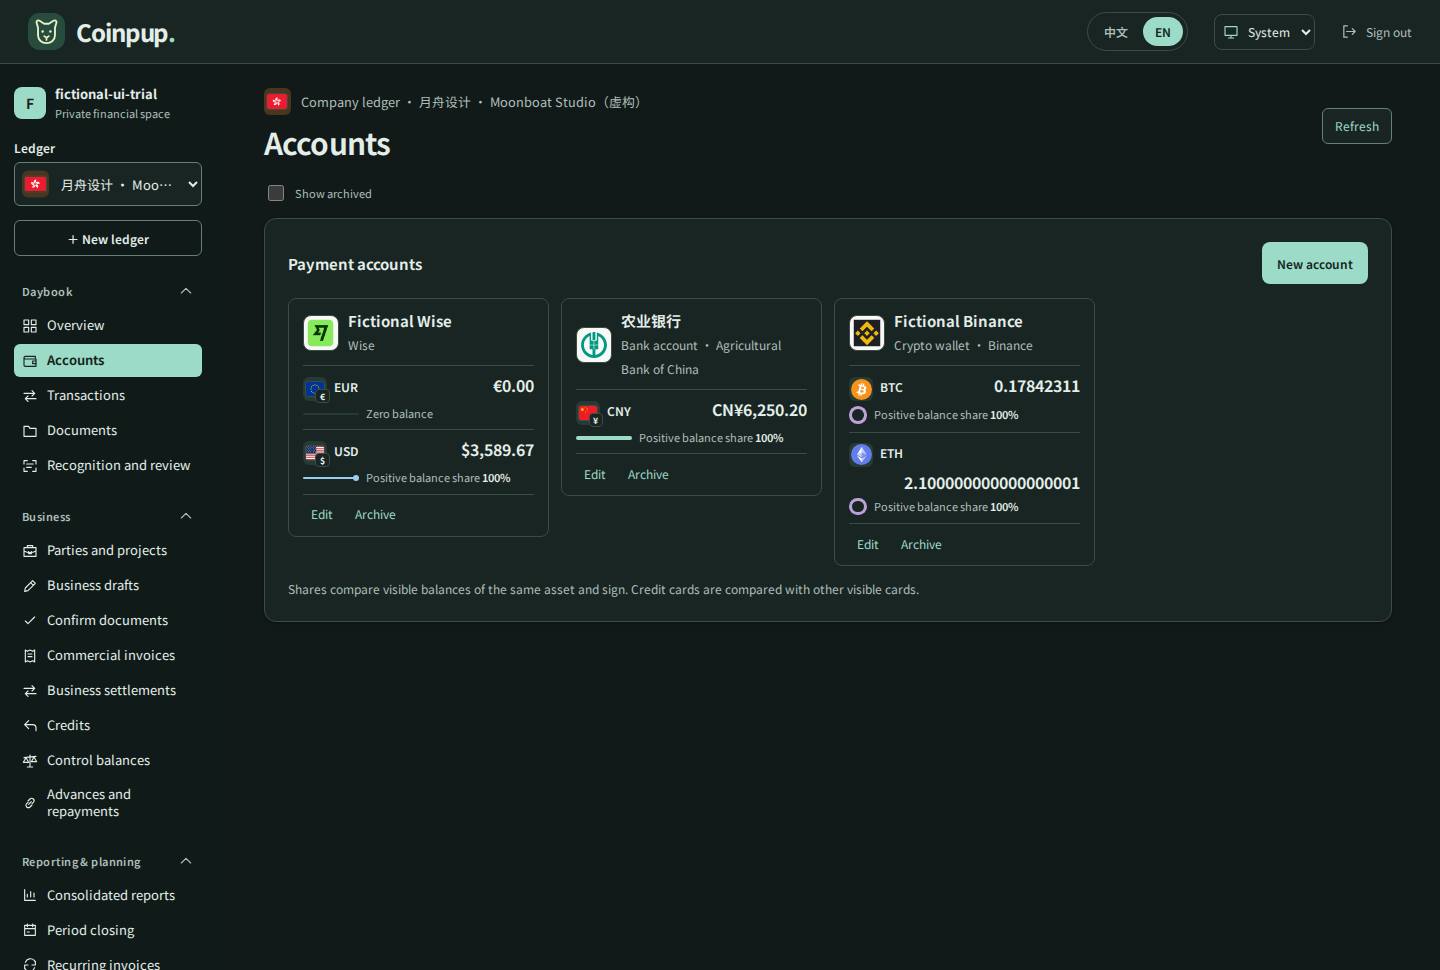 Coinpup.
中文 EN
System
Sign out
F
fictional-ui-trial
Private financial space
Ledger
月舟设计 · Moo···
+ New ledger
Daybook
Overview
Accounts
Transactions
Documents
Recognition and review
Business
Parties and projects
Business drafts
Confirm documents
Commercial invoices
Business settlements
Credits
Control balances
Advances and
repayments
Reporting & planning
Consolidated reports
Period closing
Recurring invoices
Company ledger · 月舟设计 · Moonboat Studio（虚构）
Accounts
Refresh
Show archived
Payment accounts
New account
Fictional Wise
Wise
€
EUR
€0.00
Zero balance
$
USD
$3,589.67
Positive balance share 100%
Edit
Archive
农业银行
Bank account · Agricultural
Bank of China
¥
CNY
CN¥6,250.20
Positive balance share 100%
Edit
Archive
Fictional Binance
Crypto wallet · Binance
BTC
0.17842311
Positive balance share 100%
ETH
2.100000000000000001
Positive balance share 100%
Edit
Archive
Shares compare visible balances of the same asset and sign. Credit cards are compared with other visible cards.